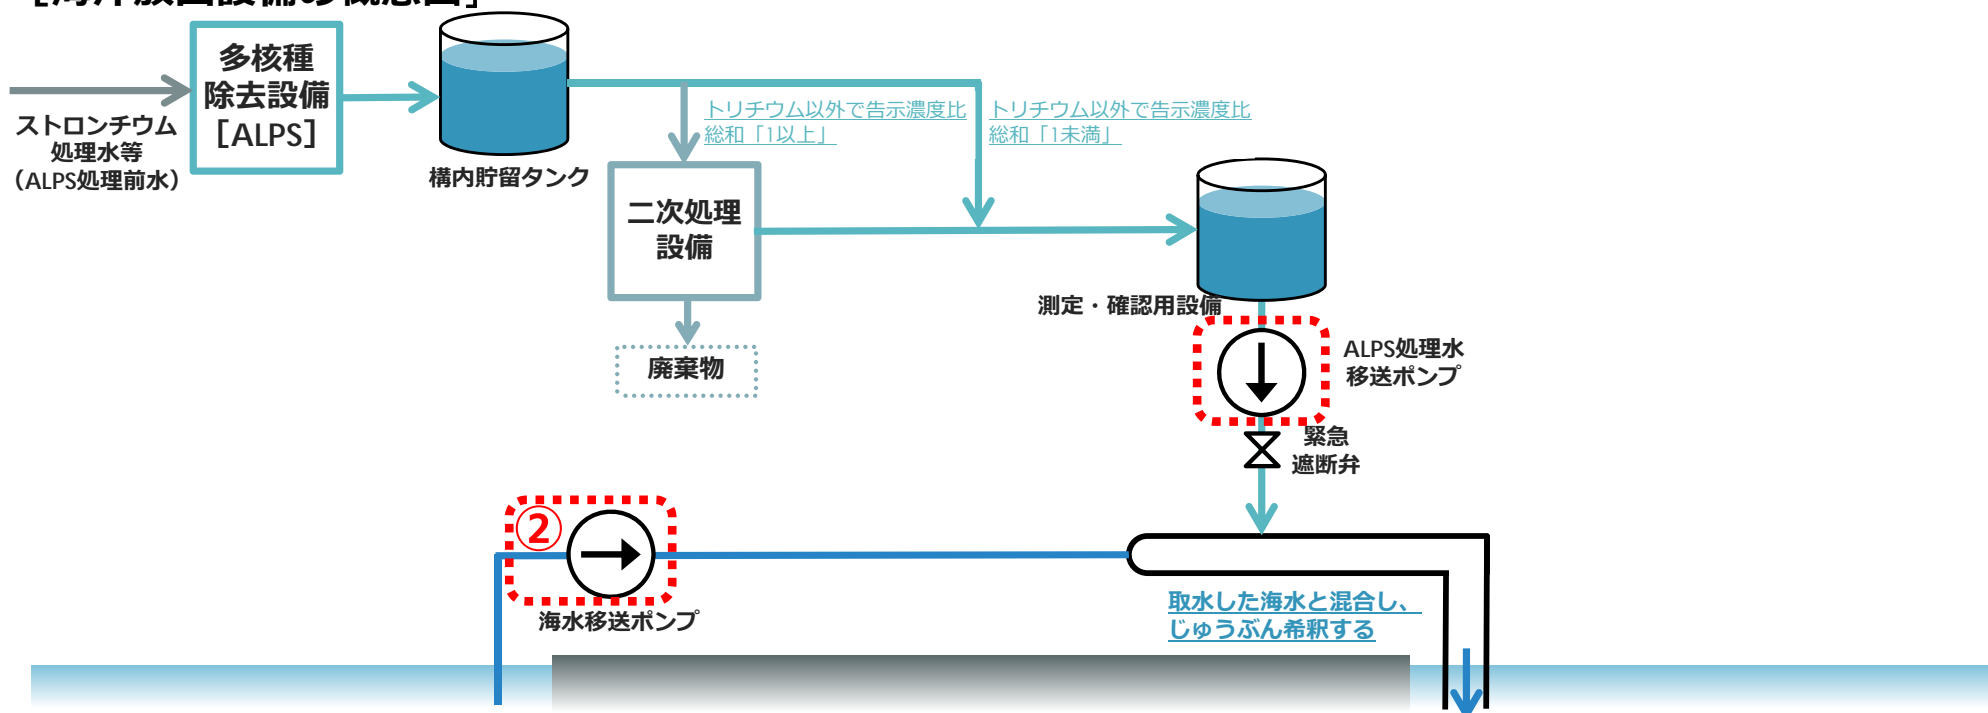 多核種
除去設備
[ALPS]
ストロンチウム
処理水等
（ALPS処理前水）
構内貯留タンク
トリチウム以外で告示濃度比
総和「1以上」
トリチウム以外で告示濃度比
総和「1未満」
二次処理
設備
廃棄物
測定・確認用設備
ALPS処理水
移送ポンプ
緊急
遮断弁
②
海水移送ポンプ
取水した海水と混合し、
じゅうぶん希釈する